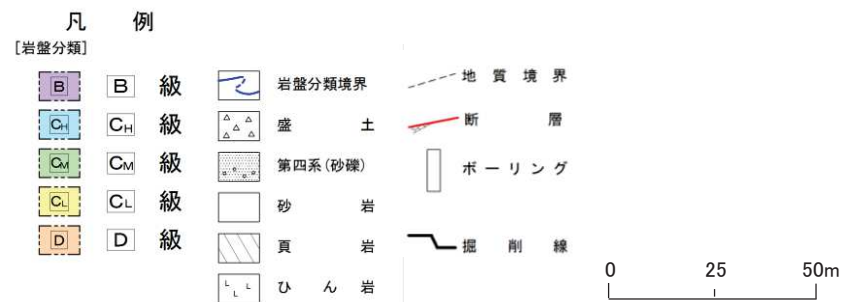 凡 例
[岩盤分類]
B B 級
CH CH 級
CM CM 級
CL CL 級
D D 級
岩盤分類境界
盛 土
第四系(砂礫)
砂 岩
頁 岩
ひ ん 岩
地 質 境 界
断 層
ボ ー リ ン グ
掘 削 線
0 25 50m